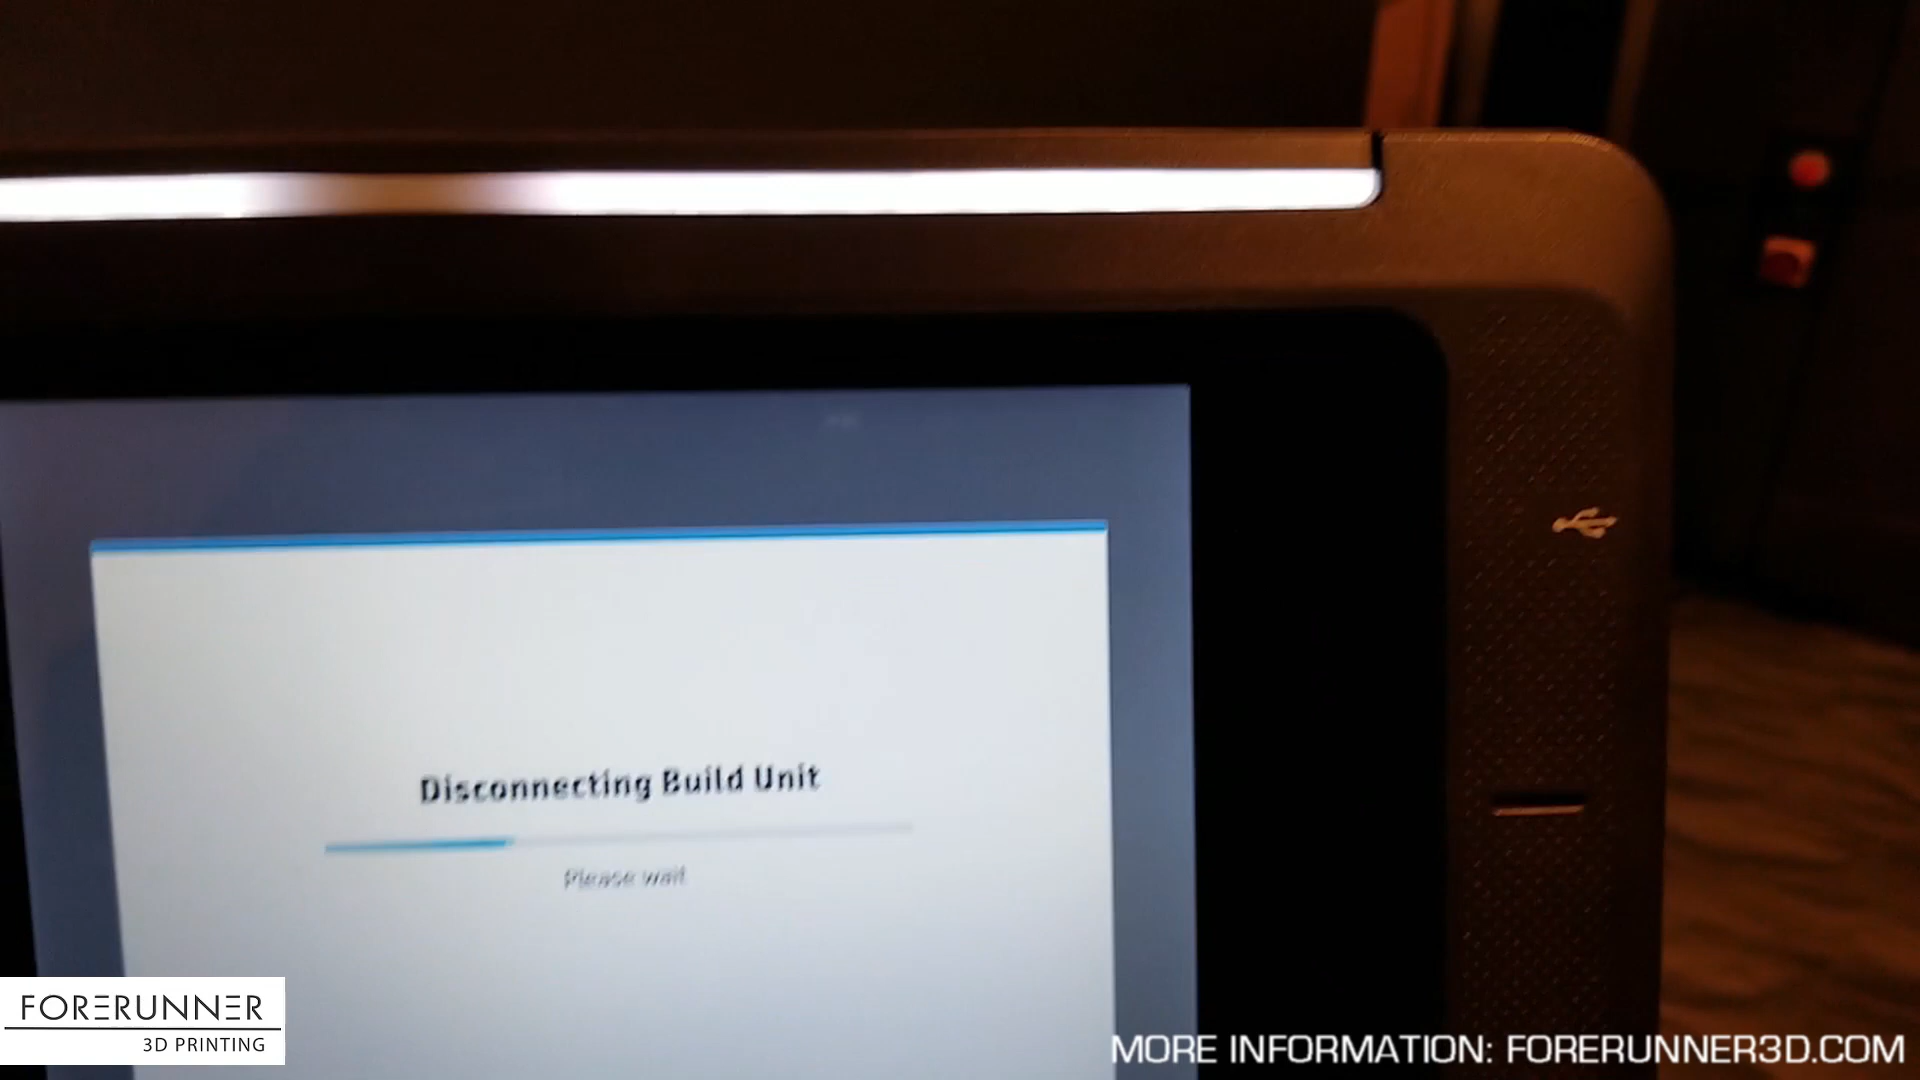 Disconnecting Build Unit
Please wait
FORERUNNER
3D PRINTING
MORE INFORMATION: FORERUNNER3D.COM